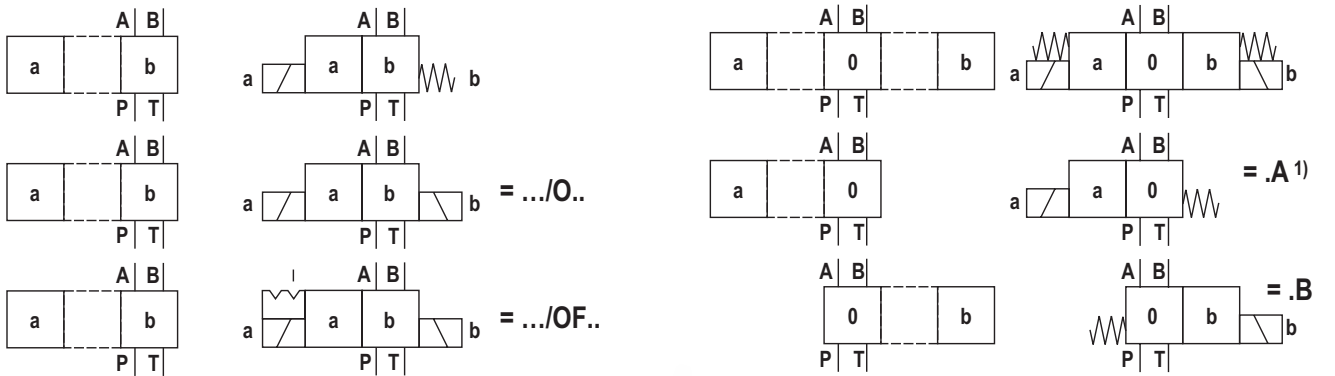 A B A B A B A B
a b a a b b a 0 b a a 0 b b
P T P T P T P T
A B A B A B A B
a b a a b b = .../O.. a 0 a a 0 = .A 1)
P T P T P T P T
A B I A B A B A B
a b a a b b = .../OF.. 0 b 0 b b = .B
P T P T P T P T